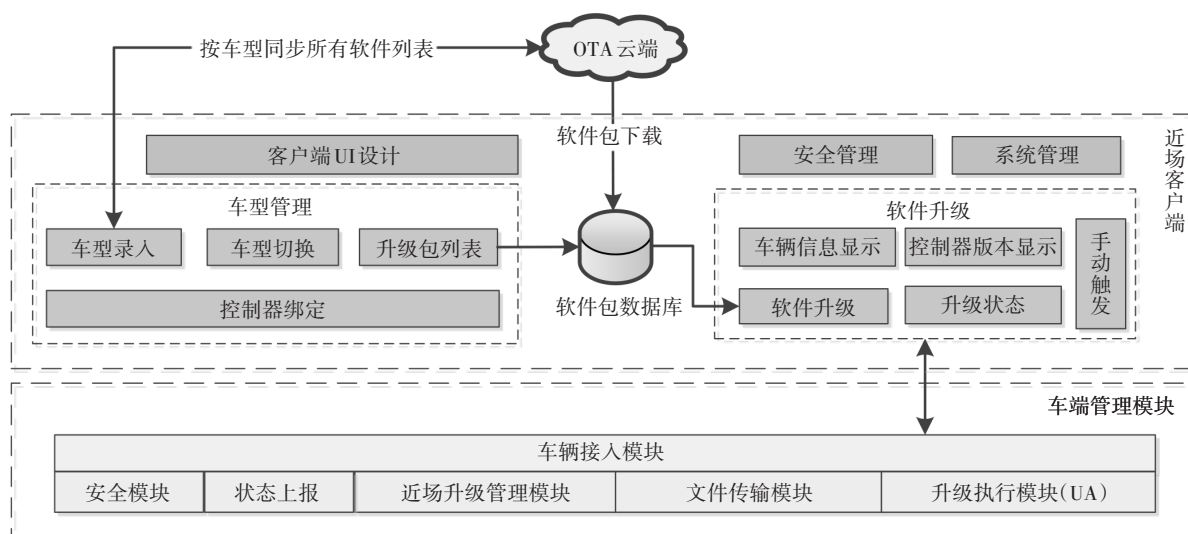 按车型同步所有软件列表
OTA云端
软件包下载
近场客户端
客户端UI设计
安全管理
系统管理
车型管理
软件升级
车型录入
车型切换
升级包列表
车辆信息显示
控制器版本显示
手动触发
控制器绑定
软件包数据库
软件升级
升级状态
车端管理模块
车辆接入模块
安全模块
状态上报
近场升级管理模块
文件传输模块
升级执行模块(UA)